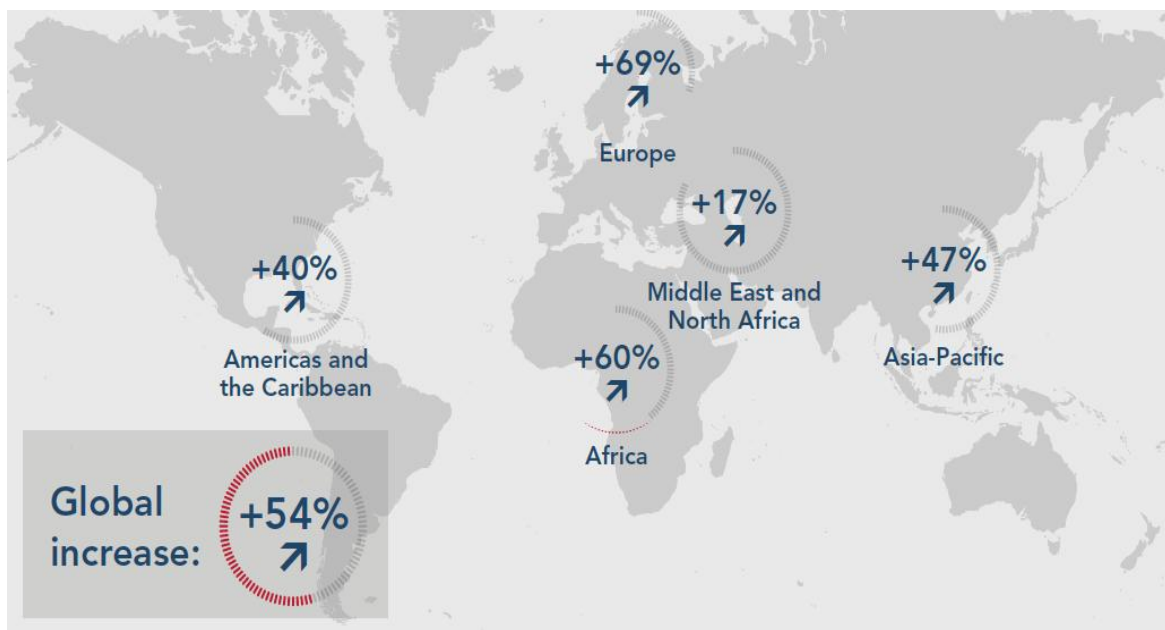 +69%
Europe
+17%
Middle East and
North Africa
+40%
Americas and
the Caribbean
+47%
Asia-Pacific
+60%
Africa
Global
increase:
+54%